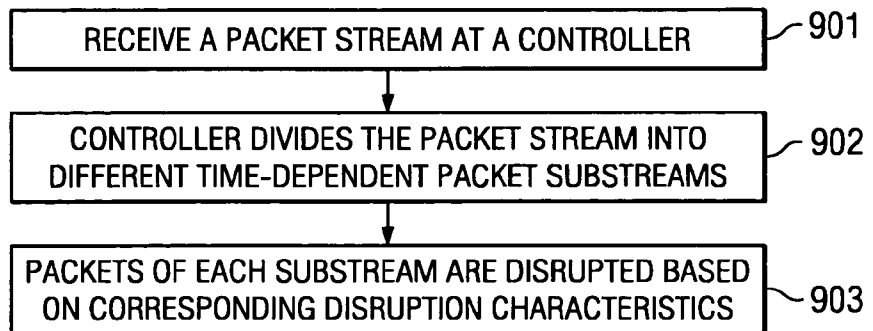 RECEIVE A PACKET STREAM AT A CONTROLLER
901
CONTROLLER DIVIDES THE PACKET STREAM INTO
DIFFERENT TIME-DEPENDENT PACKET SUBSTREAMS
902
PACKETS OF EACH SUBSTREAM ARE DISRUPTED BASED
ON CORRESPONDING DISRUPTION CHARACTERISTICS
903